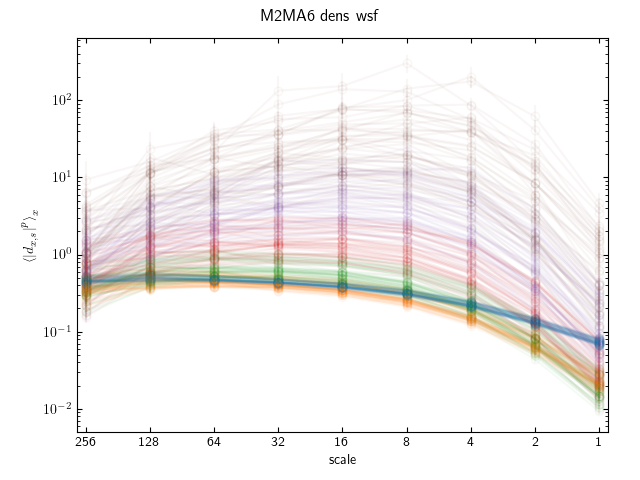 M2MA6 dens wsf
⟨|d_{x,s}|^p⟩_x
10^2
10^1
10^0
10^{-1}
10^{-2}
256 128 64 32 16 8 4 2 1
scale